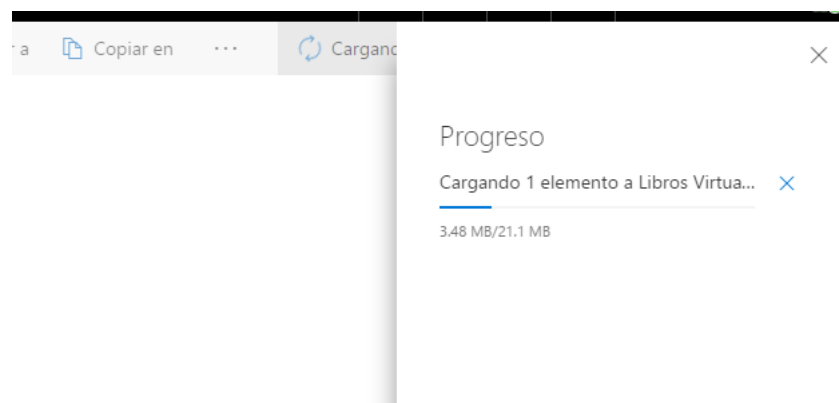 a Copiar en ... Cargand
Progreso
Cargando 1 elemento a Libros Virtua...
3.48 MB/21.1 MB